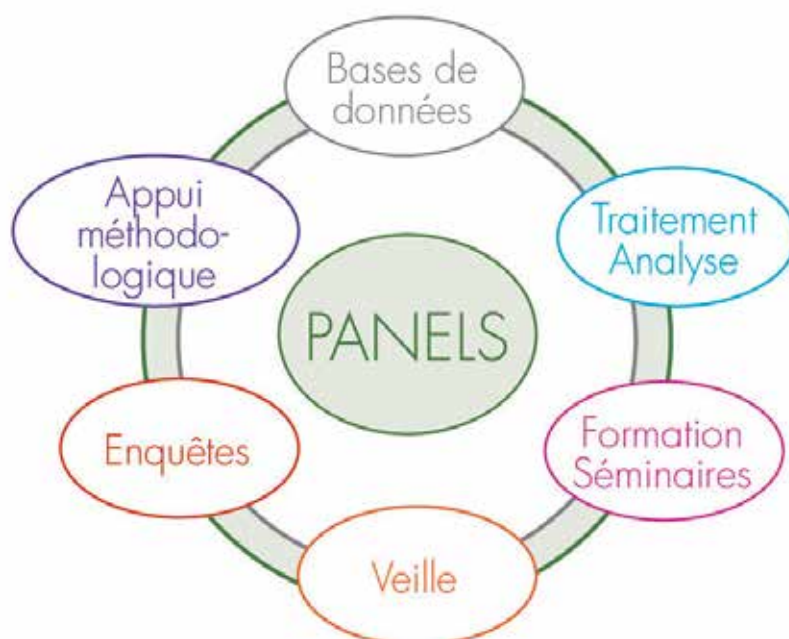 Bases de
données
Appui
méthodo-
logique
Traitement
Analyse
PANELS
Enquêtes
Formation
Séminaires
Veille